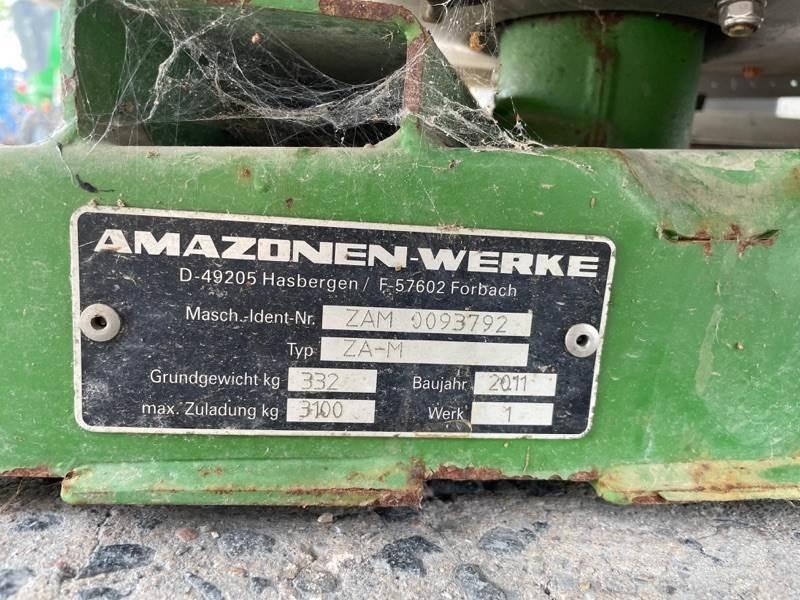 AMAZONEN-WERKE
D-49205 Hasbergen / F-57602 Forbach
Masch.-Ident-Nr. ZAM 0093792
Typ ZA-M
Grundgewicht kg 332 Baujahr 2011
max. Zuladung kg 3100 Werk 1